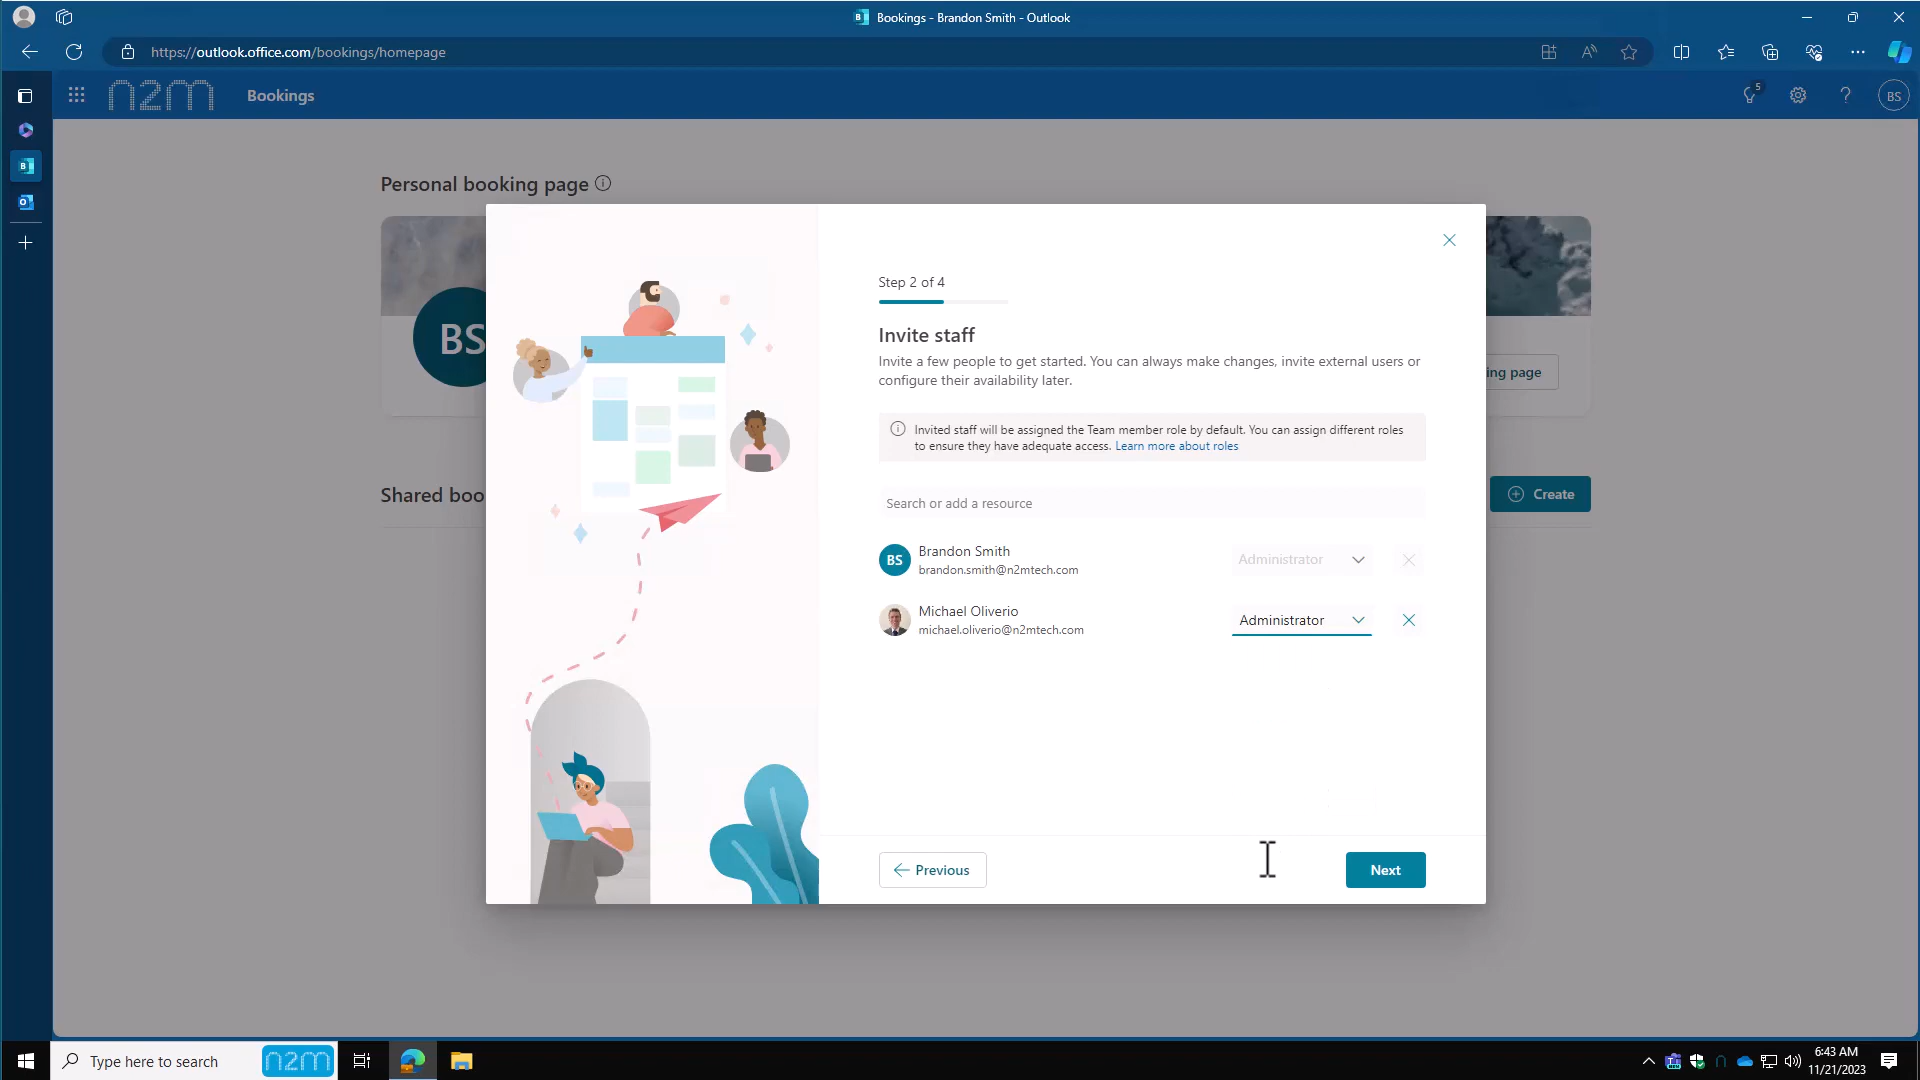 Bookings - Brandon Smith - Outlook
https://outlook.office.com/bookings/homepage
n2m
Bookings
5
BS
Personal booking page
BS
ing page
Shared boo
Create
Step 2 of 4
Invite staff
Invite a few people to get started. You can always make changes, invite external users or
configure their availability later.
Invited staff will be assigned the Team member role by default. You can assign different roles
to ensure they have adequate access. Learn more about roles
Search or add a resource
BS
Brandon Smith
brandon.smith@n2mtech.com
Administrator
Michael Oliverio
michael.oliverio@n2mtech.com
Administrator
Previous
Next
Type here to search
n2m
6:43 AM
11/21/2023